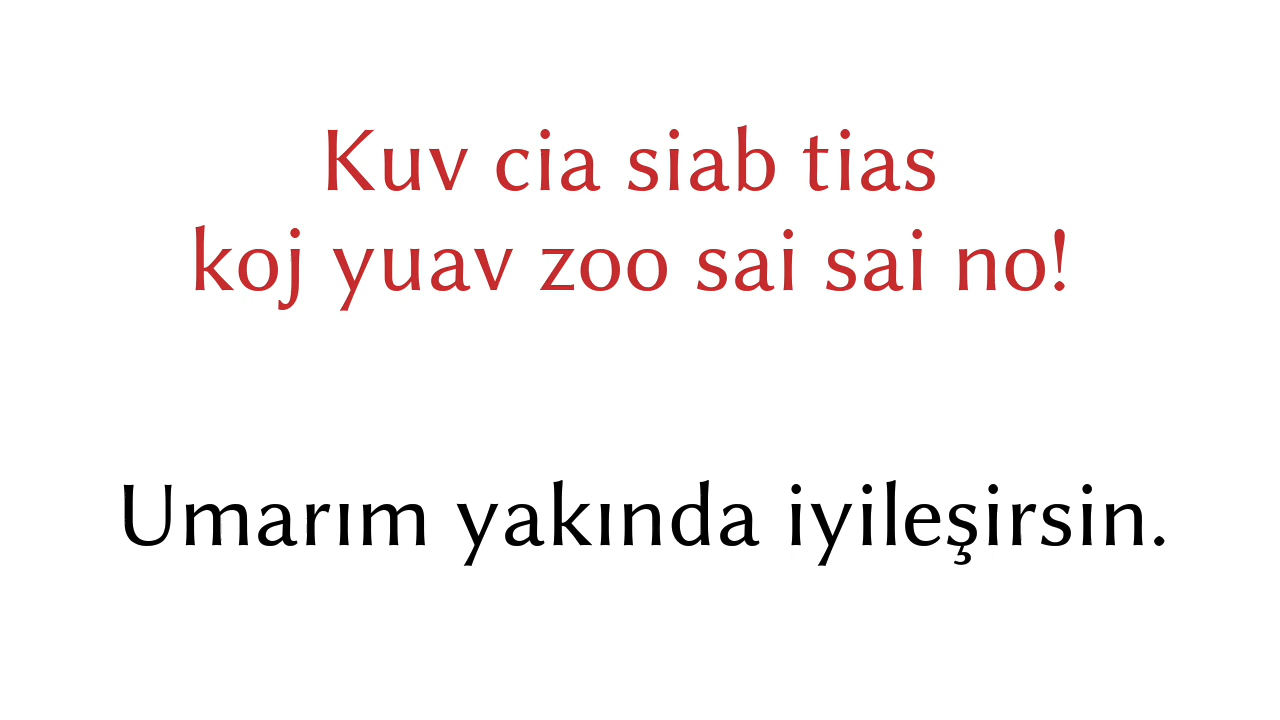 Kuv cia siab tias
koj yuav zoo sai sai no!
Umarım yakında iyileşirsin.